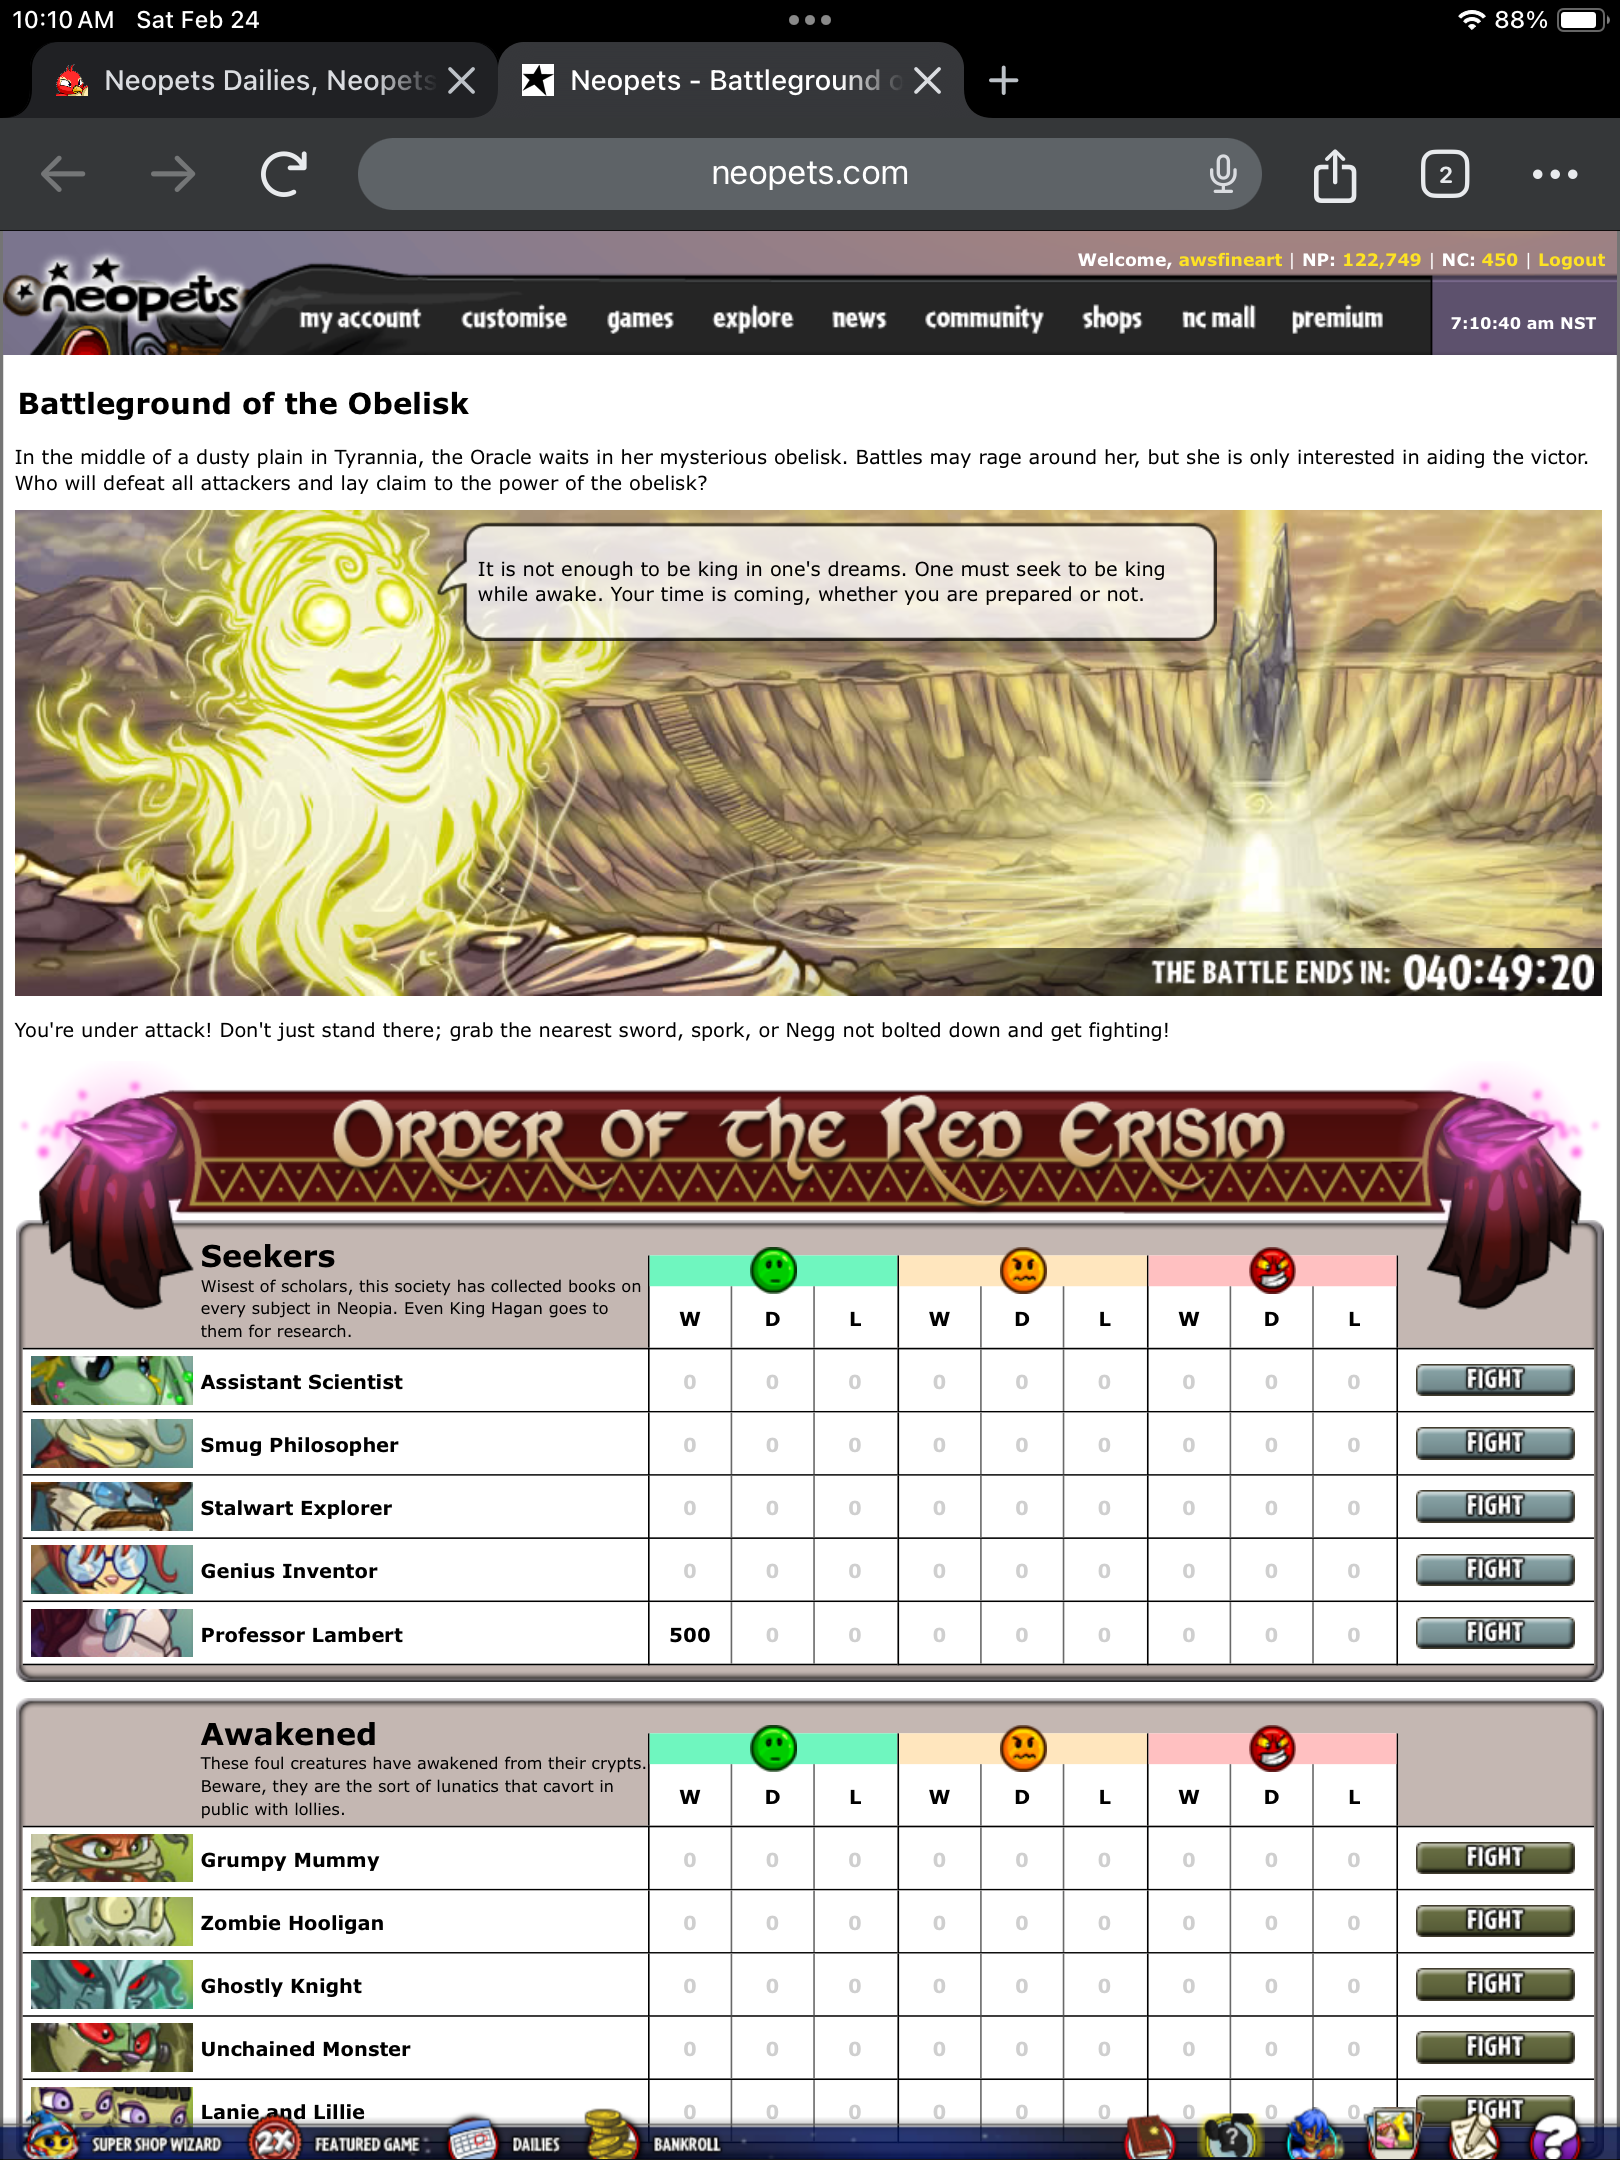 10:10 AM Sat Feb 24
88%
Neopets Dailies, Neopets
Neopets - Battleground o
neopets.com
2
Welcome, awsfineart | NP: 122,749 | NC: 450 | Logout
neopets
my account customise games explore news community shops nc mall premium
7:10:40 am NST
Battleground of the Obelisk
In the middle of a dusty plain in Tyrannia, the Oracle waits in her mysterious obelisk. Battles may rage around her, but she is only interested in aiding the victor.
Who will defeat all attackers and lay claim to the power of the obelisk?
It is not enough to be king in one's dreams. One must seek to be king
while awake. Your time is coming, whether you are prepared or not.
THE BATTLE ENDS IN: 040:49:20
You're under attack! Don't just stand there; grab the nearest sword, spork, or Negg not bolted down and get fighting!
ORDER OF THE RED ERISIM
Seekers
Wisest of scholars, this society has collected books on
every subject in Neopia. Even King Hagan goes to
them for research.
W D L W D L W D L
Assistant Scientist 0 0 0 0 0 0 0 0 0 FIGHT
Smug Philosopher 0 0 0 0 0 0 0 0 0 FIGHT
Stalwart Explorer 0 0 0 0 0 0 0 0 0 FIGHT
Genius Inventor 0 0 0 0 0 0 0 0 0 FIGHT
Professor Lambert 500 0 0 0 0 0 0 0 0 FIGHT
Awakened
These foul creatures have awakened from their crypts.
Beware, they are the sort of lunatics that cavort in
public with lollies.
W D L W D L W D L
Grumpy Mummy 0 0 0 0 0 0 0 0 0 FIGHT
Zombie Hooligan 0 0 0 0 0 0 0 0 0 FIGHT
Ghostly Knight 0 0 0 0 0 0 0 0 0 FIGHT
Unchained Monster 0 0 0 0 0 0 0 0 0 FIGHT
Lanie and Lillie 0 0 0 0 0 0 0 0 0 FIGHT
SUPER SHOP WIZARD 2X FEATURED GAME DAILIES BANKROLL ? ?